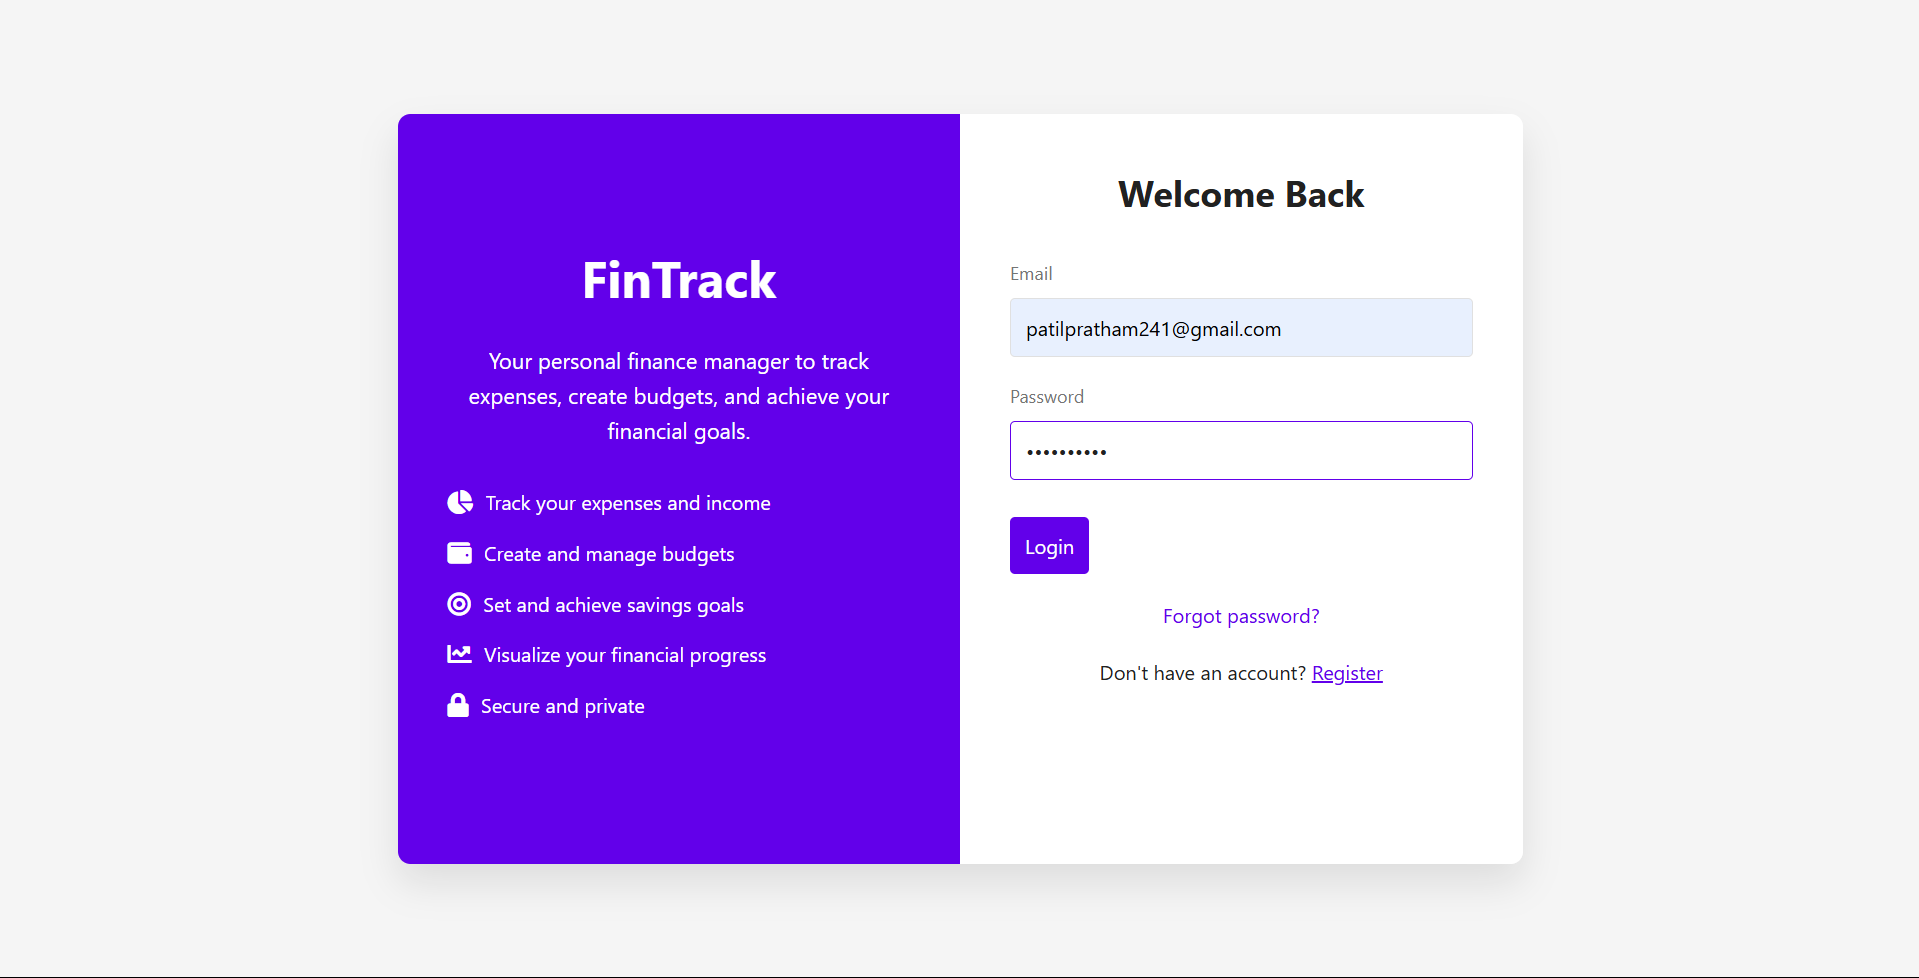 FinTrack
Your personal finance manager to track
expenses, create budgets, and achieve your
financial goals.
Track your expenses and income
Create and manage budgets
Set and achieve savings goals
Visualize your financial progress
Secure and private
Welcome Back
Email
patilpratham241@gmail.com
Password
••••••••••
Login
Forgot password?
Don't have an account? Register